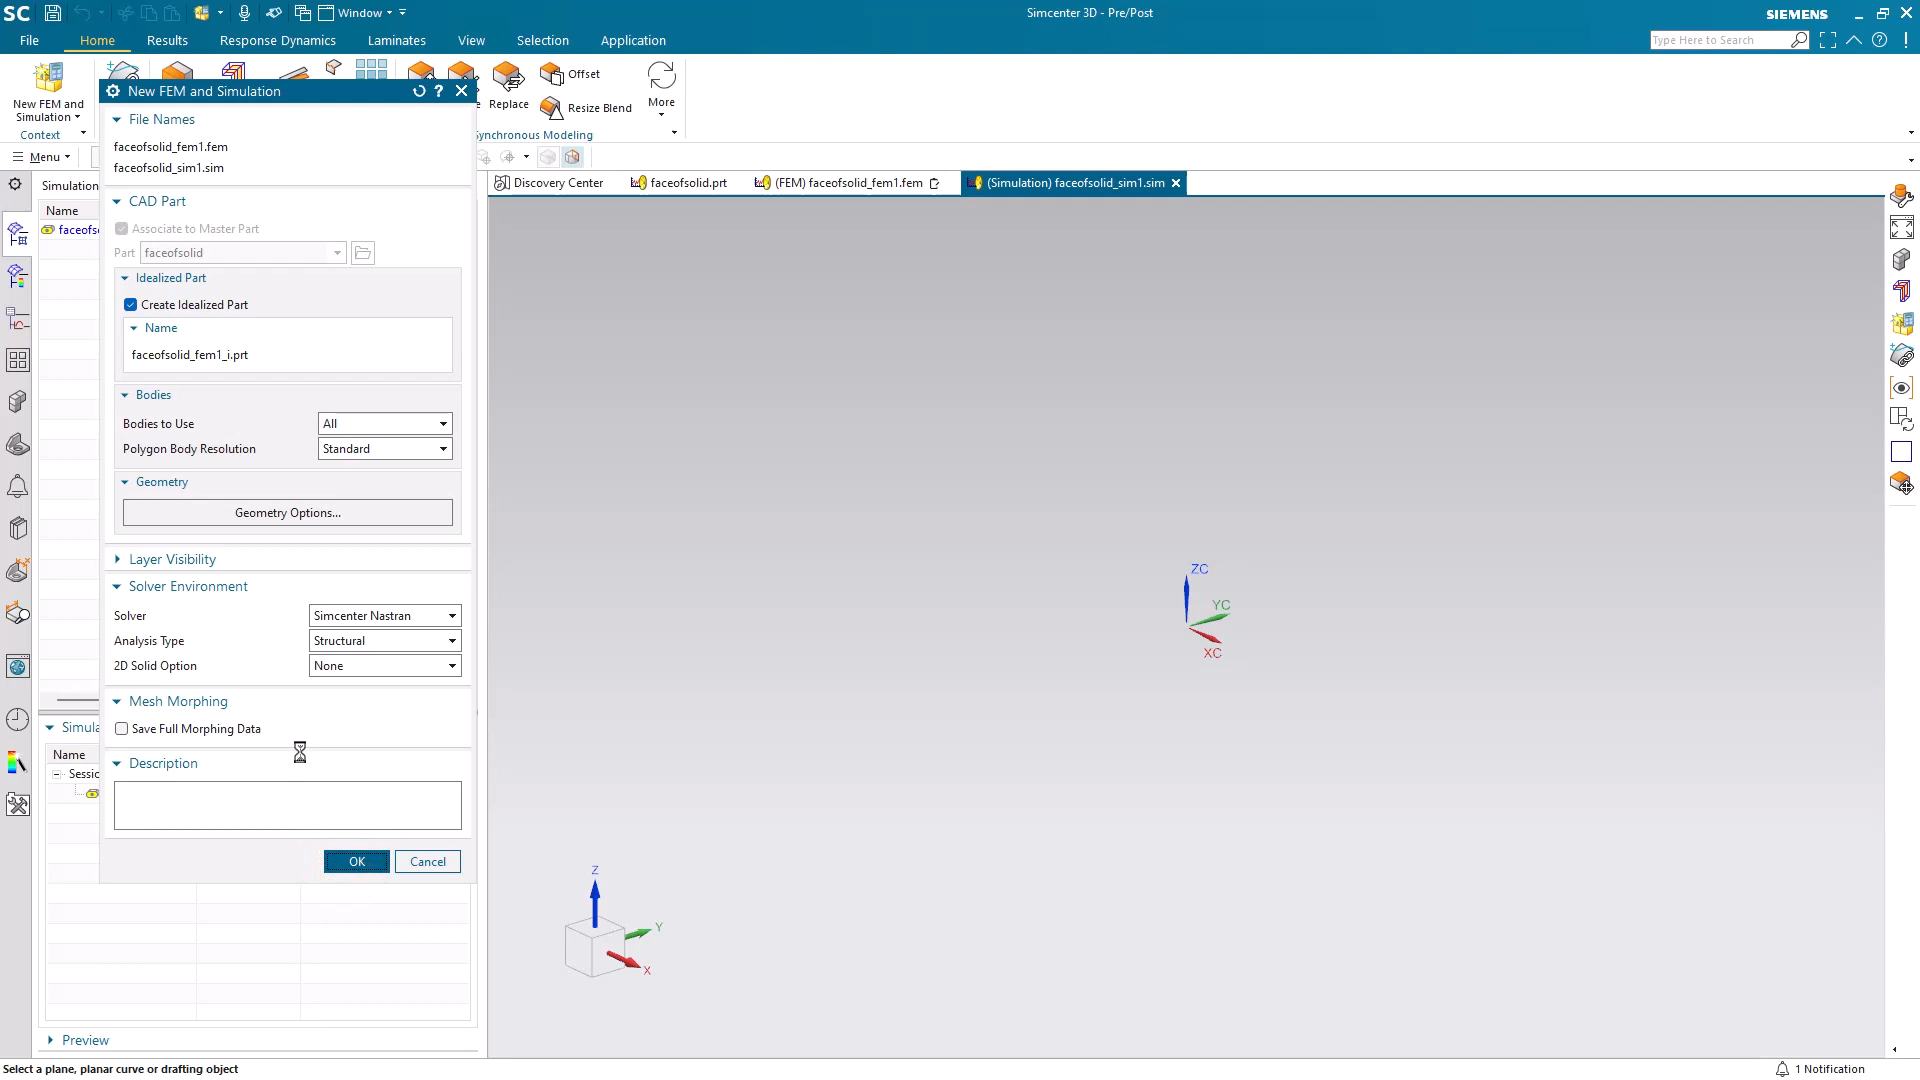 SC
Window
Simcenter 3D - Pre/Post
SIEMENS
File
Home
Results
Response Dynamics
Laminates
View
Selection
Application
Type Here to Search
New FEM and
Simulation
Context
Replace
Offset
Resize Blend
More
Synchronous Modeling
Menu
New FEM and Simulation
File Names
faceofsolid_fem1.fem
faceofsolid_sim1.sim
CAD Part
Associate to Master Part
Part
faceofsolid
Idealized Part
Create Idealized Part
Name
faceofsolid_fem1_i.prt
Bodies
Bodies to Use
All
Polygon Body Resolution
Standard
Geometry
Geometry Options...
Layer Visibility
Solver Environment
Solver
Simcenter Nastran
Analysis Type
Structural
2D Solid Option
None
Mesh Morphing
Save Full Morphing Data
Description
OK
Cancel
Simulation
Name
faceofs
Simula
Name
Sessio
Preview
Discovery Center
faceofsolid.prt
(FEM) faceofsolid_fem1.fem
(Simulation) faceofsolid_sim1.sim
ZC
YC
XC
Z
Y
X
Select a plane, planar curve or drafting object
1 Notification